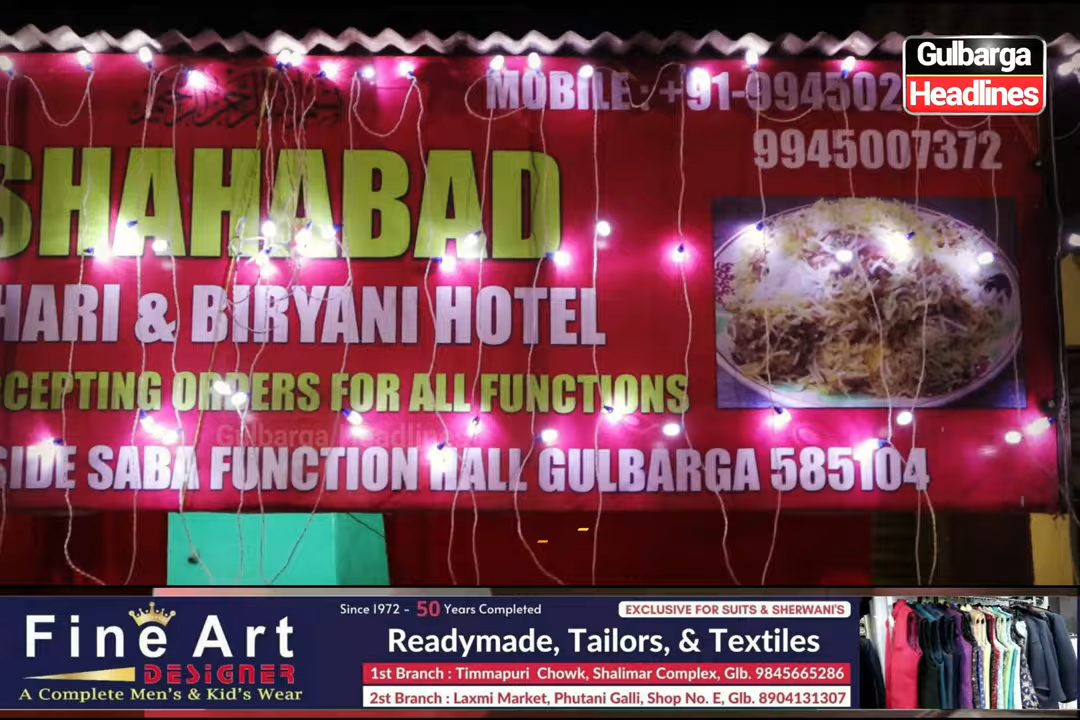 Gulbarga
Headlines
MOBILE : +91-994502
9945007372
SHAHABAD
HARI & BIRYANI HOTEL
CCEPTING ORDERS FOR ALL FUNCTIONS
SIDE SABA FUNCTION HALL GULBARGA 585104
Gulbarga Headlines
Fine Art
DESIGNER
A Complete Men's & Kid's Wear
Since 1972 - 50 Years Completed
EXCLUSIVE FOR SUITS & SHERWANI'S
Readymade, Tailors, & Textiles
1st Branch : Timmapuri Chowk, Shalimar Complex, Glb. 9845665286
2st Branch : Laxmi Market, Phutani Galli, Shop No. E, Glb. 8904131307